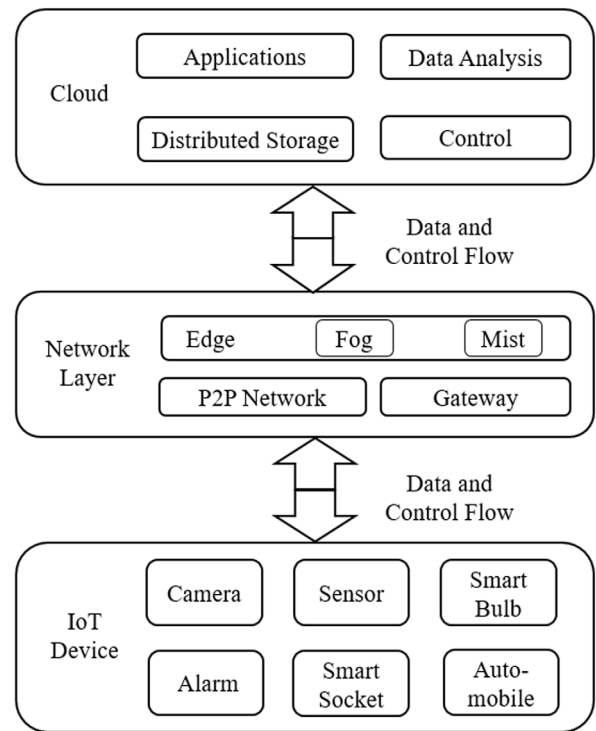 Cloud
Applications
Data Analysis
Distributed Storage
Control
Data and
Control Flow
Network
Layer
Edge
Fog
Mist
P2P Network
Gateway
Data and
Control Flow
IoT
Device
Camera
Sensor
Smart
Bulb
Alarm
Smart
Socket
Auto-
mobile